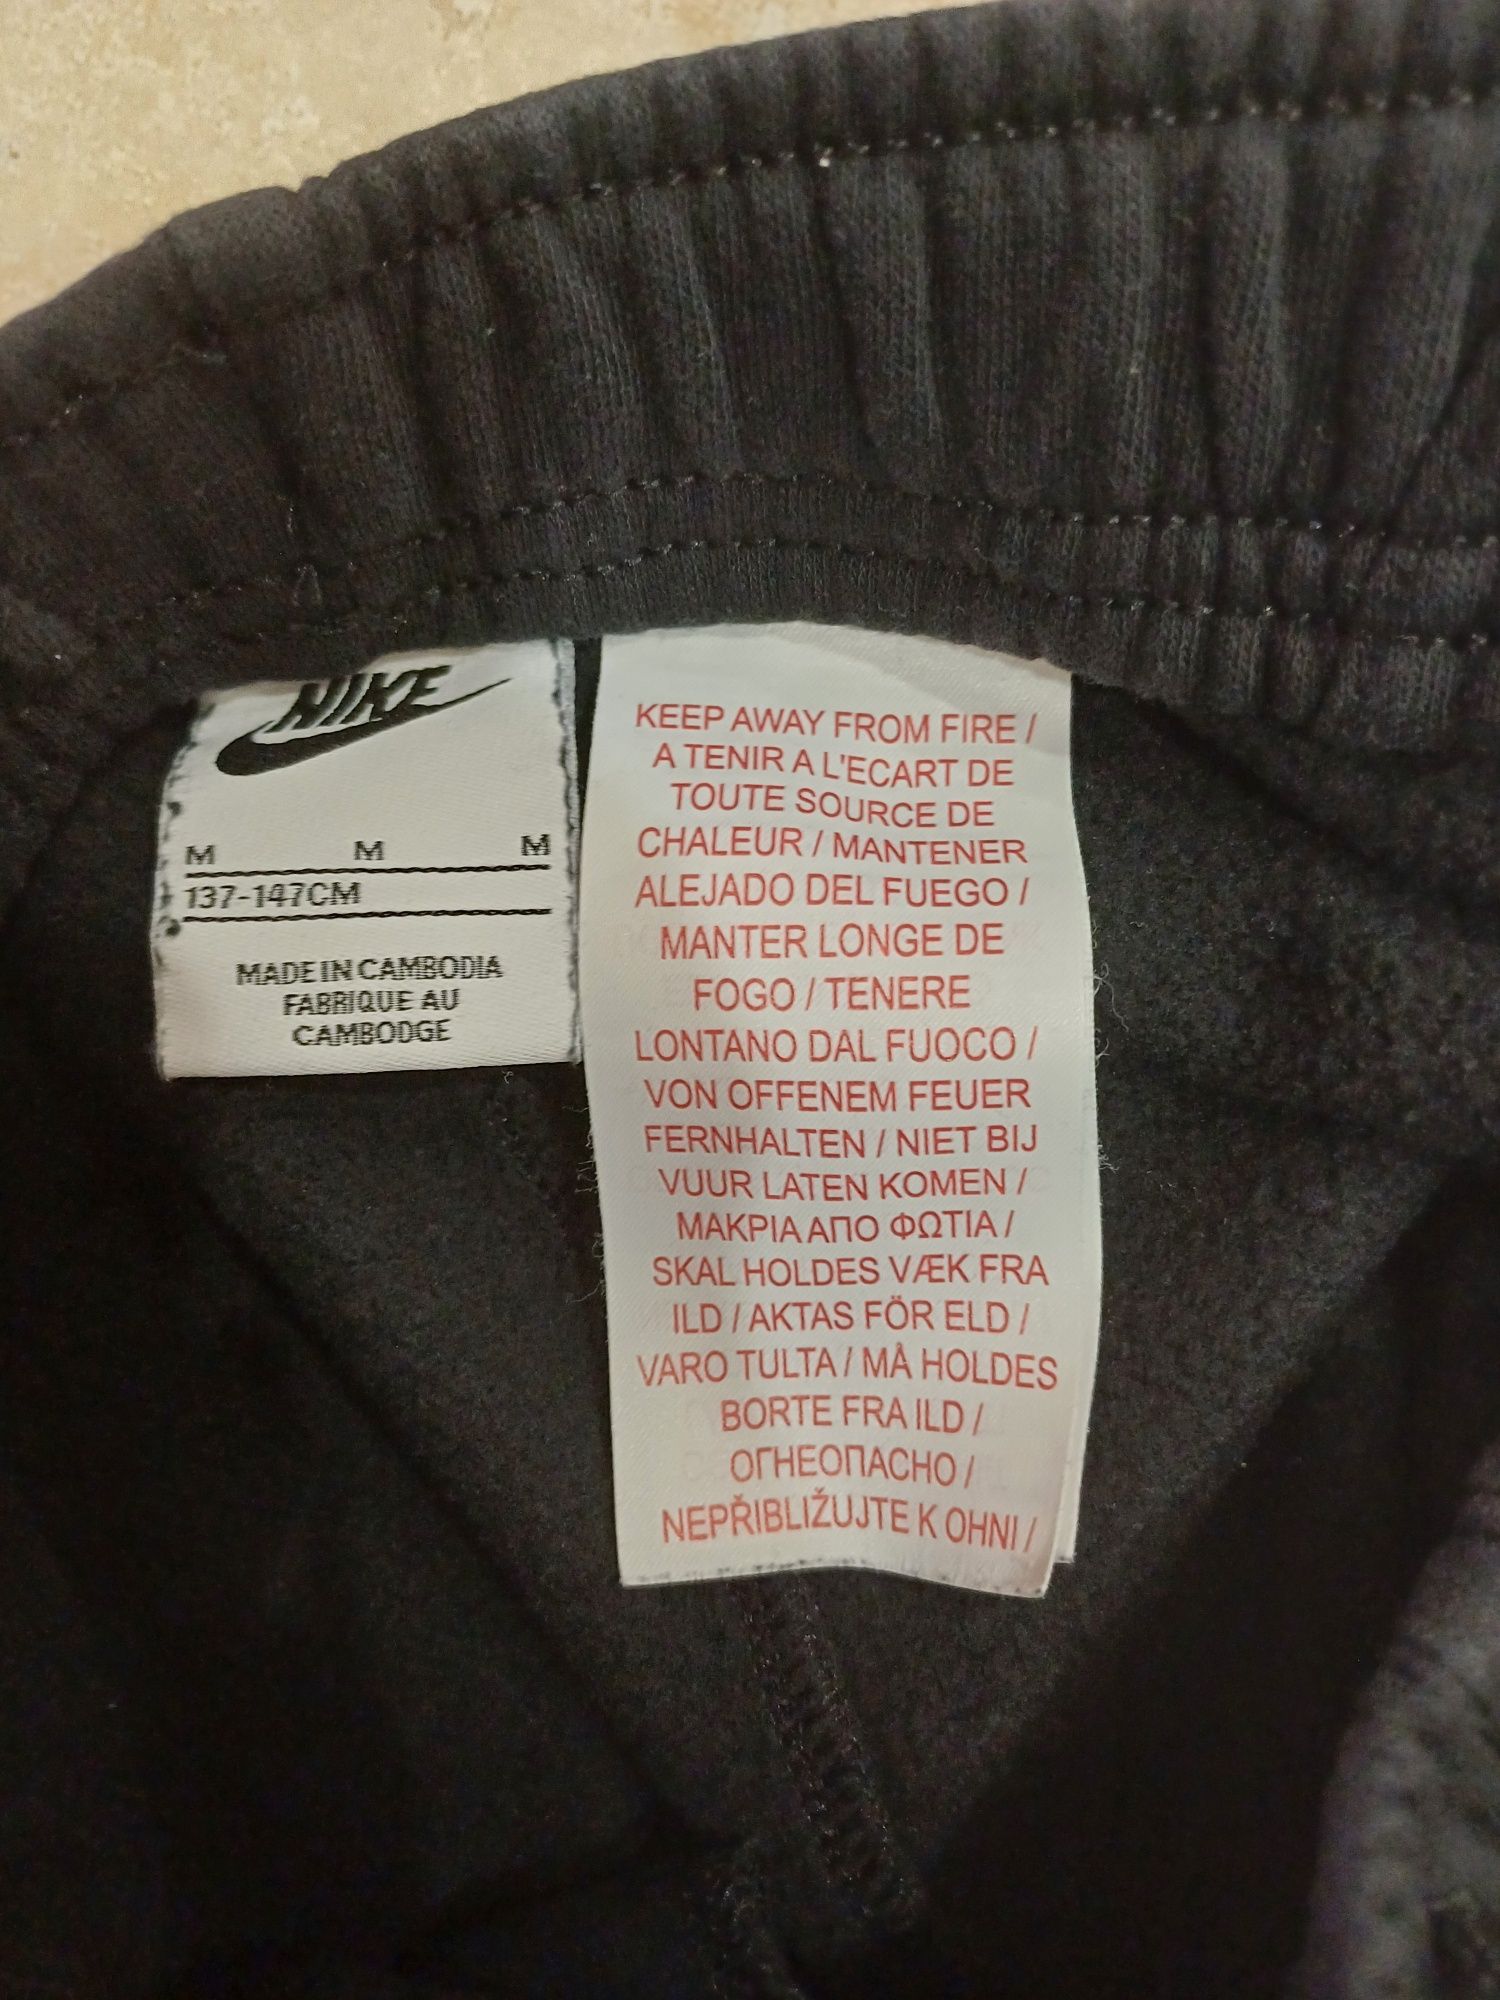 NIKE
M M M
137-147CM
MADE IN CAMBODIA
FABRIQUE AU
CAMBODGE
KEEP AWAY FROM FIRE /
A TENIR A L'ECART DE
TOUTE SOURCE DE
CHALEUR / MANTENER
ALEJADO DEL FUEGO /
MANTER LONGE DE
FOGO / TENERE
LONTANO DAL FUOCO /
VON OFFENEM FEUER
FERNHALTEN / NIET BIJ
VUUR LATEN KOMEN /
ΜΑΚΡΙΑ ΑΠΟ ΦΩΤΙΑ /
SKAL HOLDES VÆK FRA
ILD / AKTAS FÖR ELD /
VARO TULTA / MÅ HOLDES
BORTE FRA ILD /
ОГНЕОПАСНО /
NEPŘIBLIŽUJTE K OHNI /